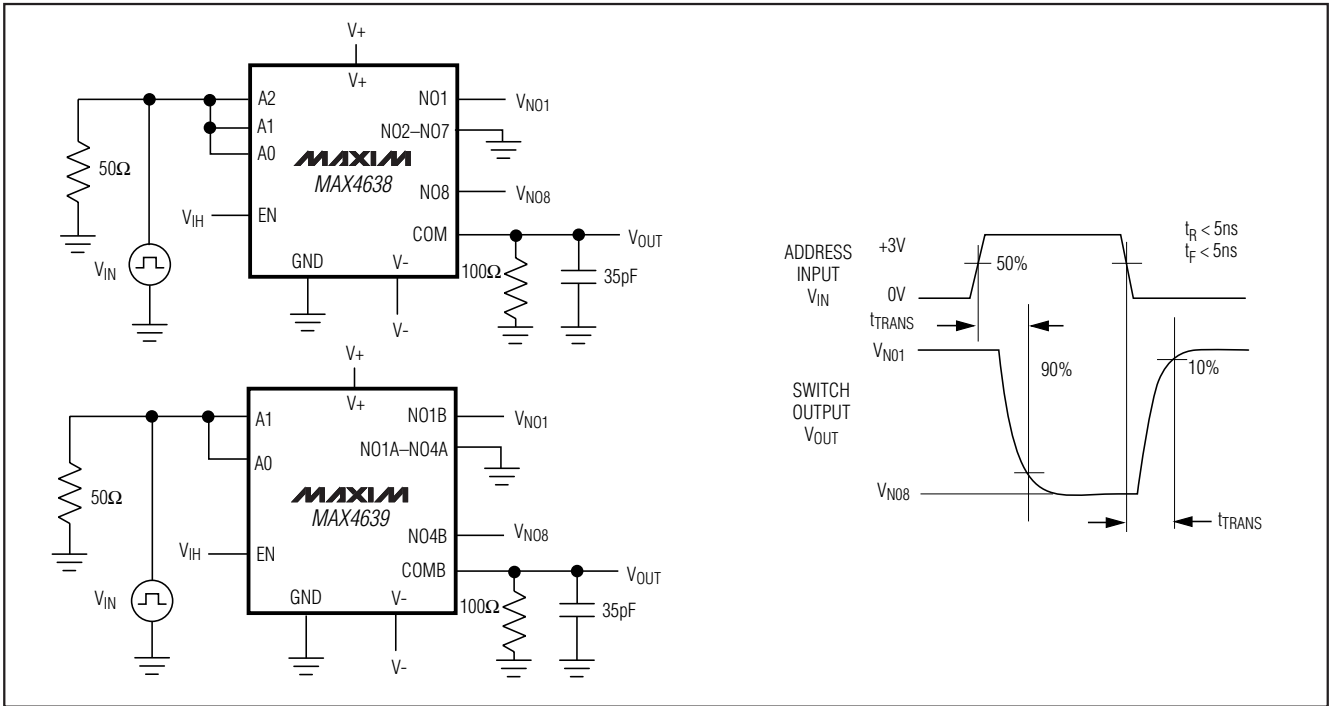 V+
V+
A2
A1
A0
50Ω
MAXIM
MAX4638
NO1
VNO1
NO2–NO7
NO8
VNO8
VIH
EN
COM
VOUT
VIN
GND
V-
100Ω
35pF
V-
V+
V+
A1
A0
50Ω
MAXIM
MAX4639
NO1B
VNO1
NO1A–NO4A
NO4B
VNO8
VIH
EN
COMB
VOUT
VIN
GND
V-
100Ω
35pF
V-
ADDRESS
INPUT
VIN
+3V
50%
0V
tR < 5ns
tF < 5ns
tTRANS
VNO1
90%
10%
SWITCH
OUTPUT
VOUT
VNO8
tTRANS